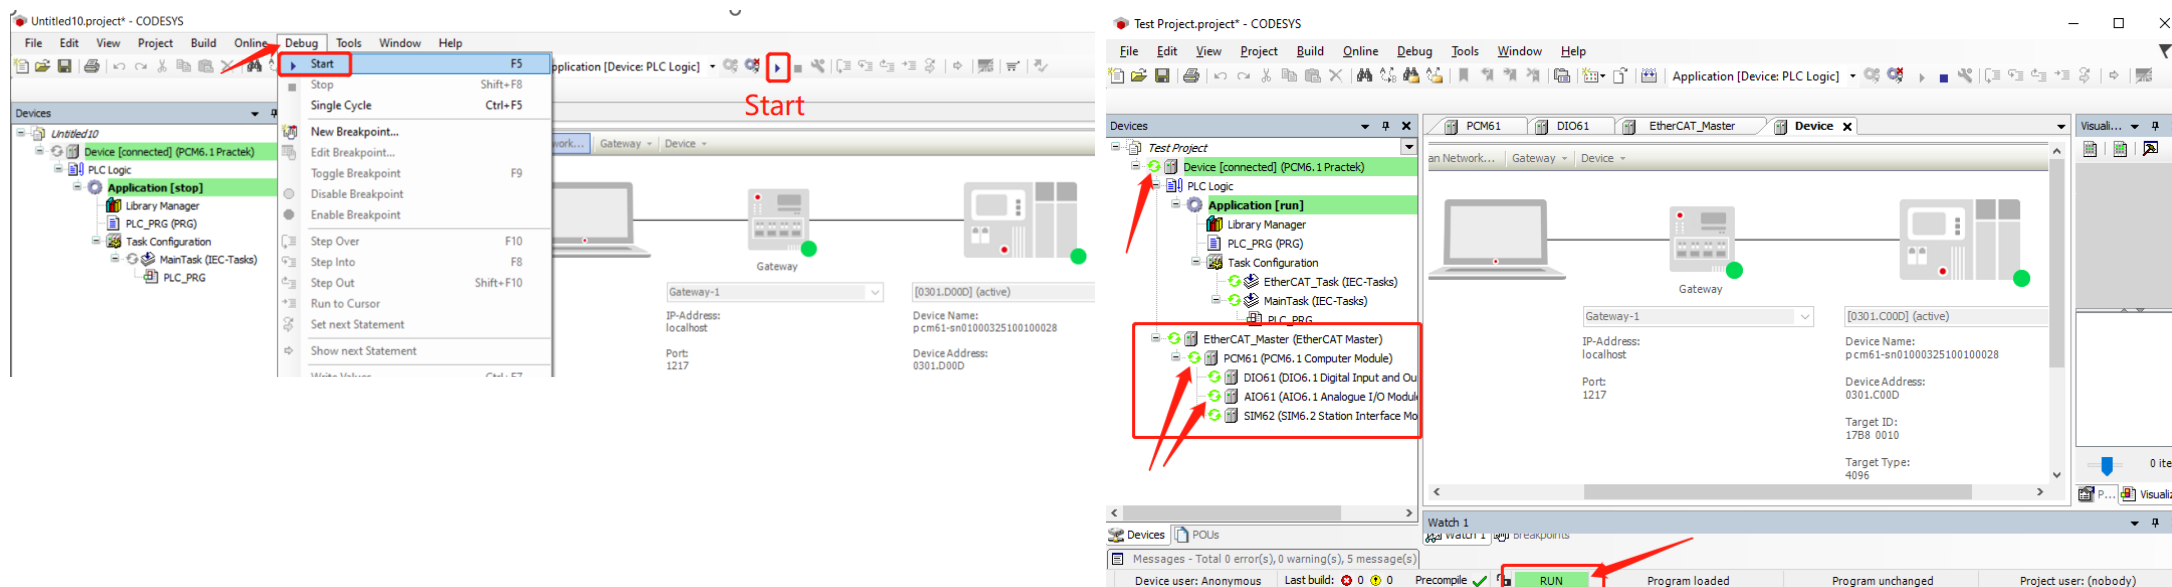 Untitled10.project* - CODESYS
File Edit View Project Build Online Debug Tools Window Help
Start F5
Application [Device: PLC Logic]
Stop Shift+F8
Start
Single Cycle Ctrl+F5
New Breakpoint...
Edit Breakpoint...
Toggle Breakpoint F9
Disable Breakpoint
Enable Breakpoint
Step Over F10
Step Into F8
Step Out Shift+F10
Run to Cursor
Set next Statement
Show next Statement
Write Values Ctrl+F7
Devices
Untitled10
Device [connected] (PCM6.1 Practek)
PLC Logic
Application [stop]
Library Manager
PLC_PRG (PRG)
Task Configuration
MainTask (IEC-Tasks)
PLC_PRG
Gateway Device
Gateway
Gateway-1
[0301.D00D] (active)
IP-Address:
localhost
Port:
1217
Device Name:
pcm61-sn01000325100100028
Device Address:
0301.D00D
Test Project.project* - CODESYS
File Edit View Project Build Online Debug Tools Window Help
Application [Device: PLC Logic]
Devices
Test Project
Device [connected] (PCM6.1 Practek)
PLC Logic
Application [run]
Library Manager
PLC_PRG (PRG)
Task Configuration
EtherCAT_Task (IEC-Tasks)
MainTask (IEC-Tasks)
PLC_PRG
EtherCAT_Master (EtherCAT Master)
PCM61 (PCM6.1 Computer Module)
DIO61 (DIO6.1 Digital Input and Ou
AIO61 (AIO6.1 Analogue I/O Modul
SIM62 (SIM6.2 Station Interface Mo
Devices POUs
PCM61 DIO61 EtherCAT_Master Device
an Network... Gateway Device
Gateway
Gateway-1
[0301.C00D] (active)
IP-Address:
localhost
Port:
1217
Device Name:
pcm61-sn01000325100100028
Device Address:
0301.C00D
Target ID:
17B8 0010
Target Type:
4096
Visuali...
0 ite
P... Visualiz
Watch 1
Watch 1 Breakpoints
Messages - Total 0 error(s), 0 warning(s), 5 message(s)
Device user: Anonymous Last build: 0 0 Precompile RUN Program loaded Program unchanged Project user: (nobody)